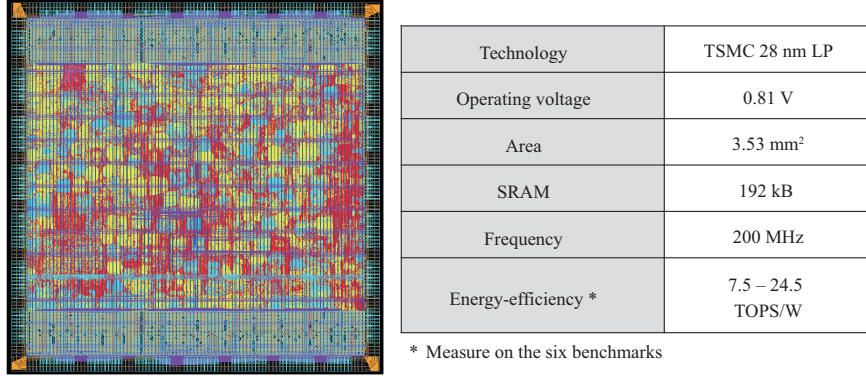 Technology
TSMC 28 nm LP
Operating voltage
0.81 V
Area
3.53 mm²
SRAM
192 kB
Frequency
200 MHz
Energy-efficiency *
7.5 – 24.5
TOPS/W
* Measure on the six benchmarks